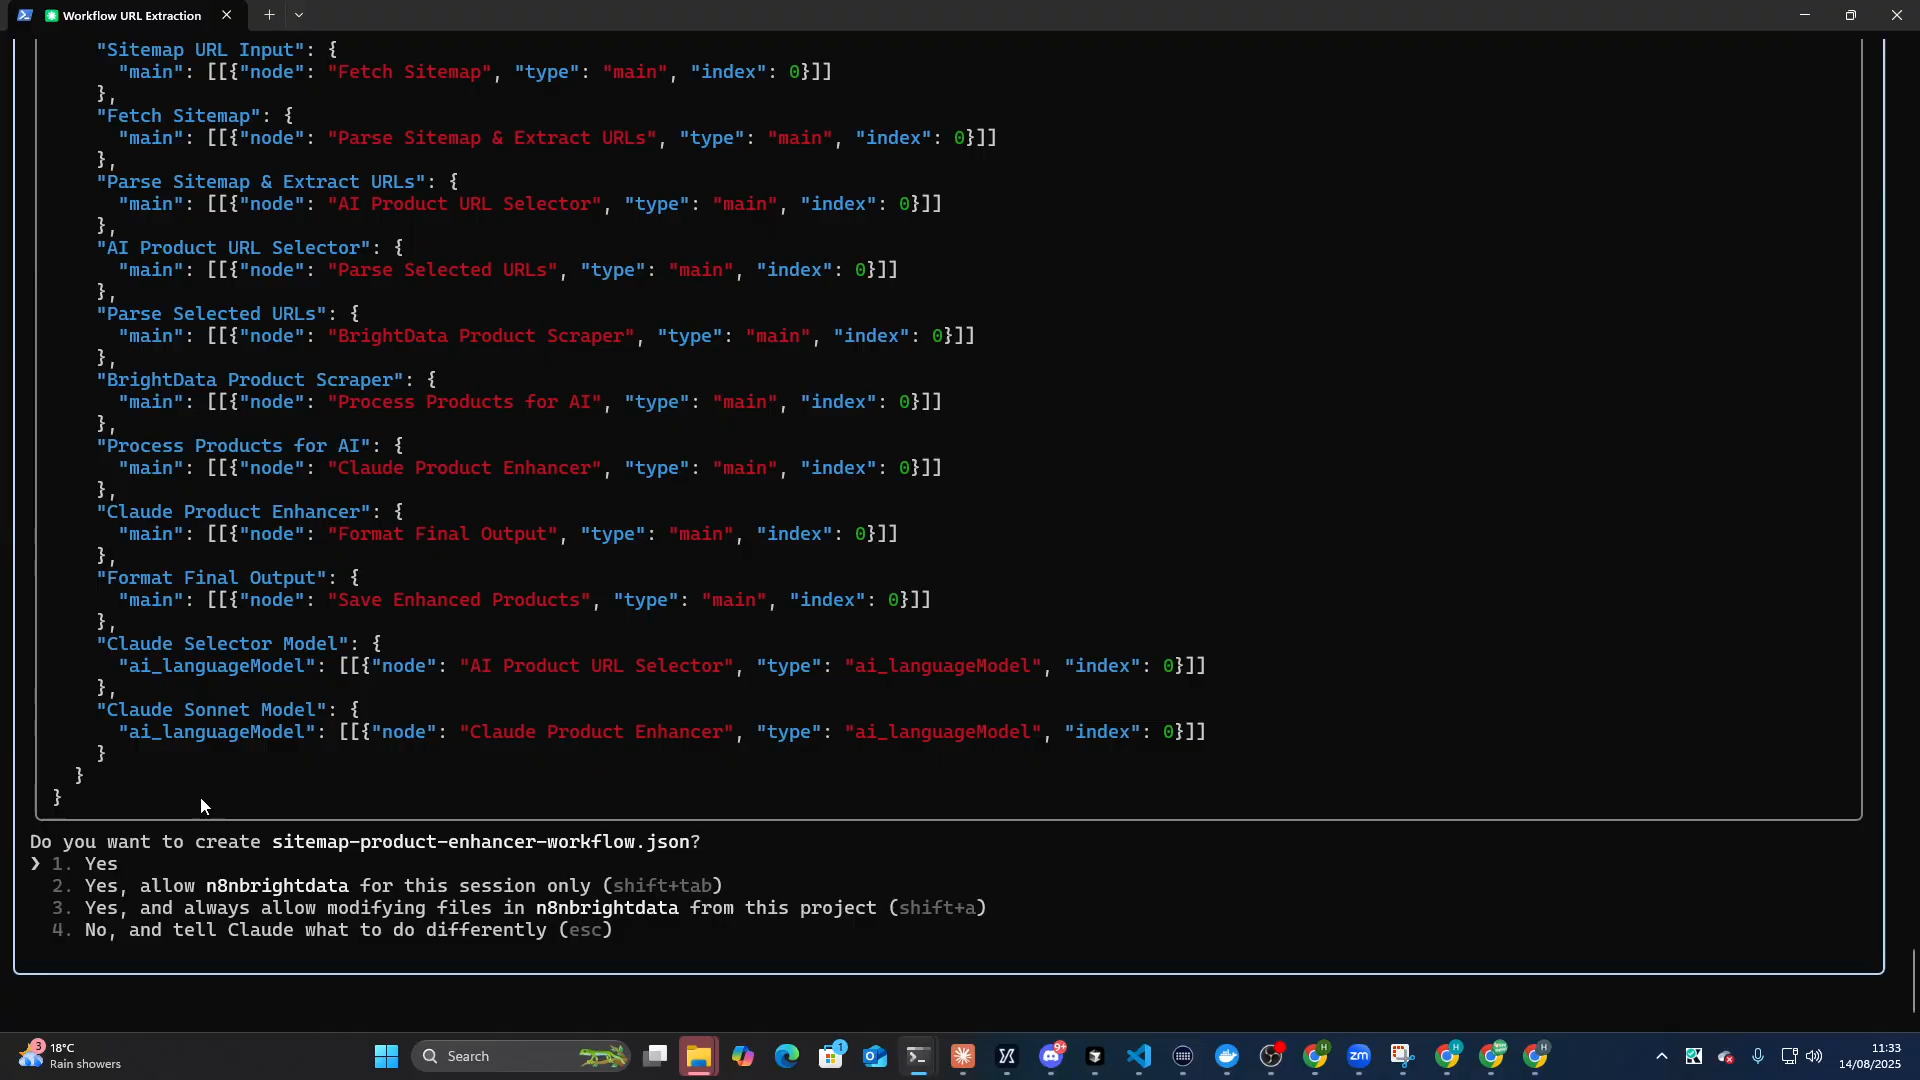 Workflow URL Extraction
"Sitemap URL Input": {
"main": [[{"node": "Fetch Sitemap", "type": "main", "index": 0}]]
},
"Fetch Sitemap": {
"main": [[{"node": "Parse Sitemap & Extract URLs", "type": "main", "index": 0}]]
},
"Parse Sitemap & Extract URLs": {
"main": [[{"node": "AI Product URL Selector", "type": "main", "index": 0}]]
},
"AI Product URL Selector": {
"main": [[{"node": "Parse Selected URLs", "type": "main", "index": 0}]]
},
"Parse Selected URLs": {
"main": [[{"node": "BrightData Product Scraper", "type": "main", "index": 0}]]
},
"BrightData Product Scraper": {
"main": [[{"node": "Process Products for AI", "type": "main", "index": 0}]]
},
"Process Products for AI": {
"main": [[{"node": "Claude Product Enhancer", "type": "main", "index": 0}]]
},
"Claude Product Enhancer": {
"main": [[{"node": "Format Final Output", "type": "main", "index": 0}]]
},
"Format Final Output": {
"main": [[{"node": "Save Enhanced Products", "type": "main", "index": 0}]]
},
"Claude Selector Model": {
"ai_languageModel": [[{"node": "AI Product URL Selector", "type": "ai_languageModel", "index": 0}]]
},
"Claude Sonnet Model": {
"ai_languageModel": [[{"node": "Claude Product Enhancer", "type": "ai_languageModel", "index": 0}]]
}
}
}
Do you want to create sitemap-product-enhancer-workflow.json?
❯ 1. Yes
2. Yes, allow n8nbrightdata for this session only (shift+tab)
3. Yes, and always allow modifying files in n8nbrightdata from this project (shift+a)
4. No, and tell Claude what to do differently (esc)
3
18°C
Rain showers
Search
1
9+
zm
11:33
14/08/2025